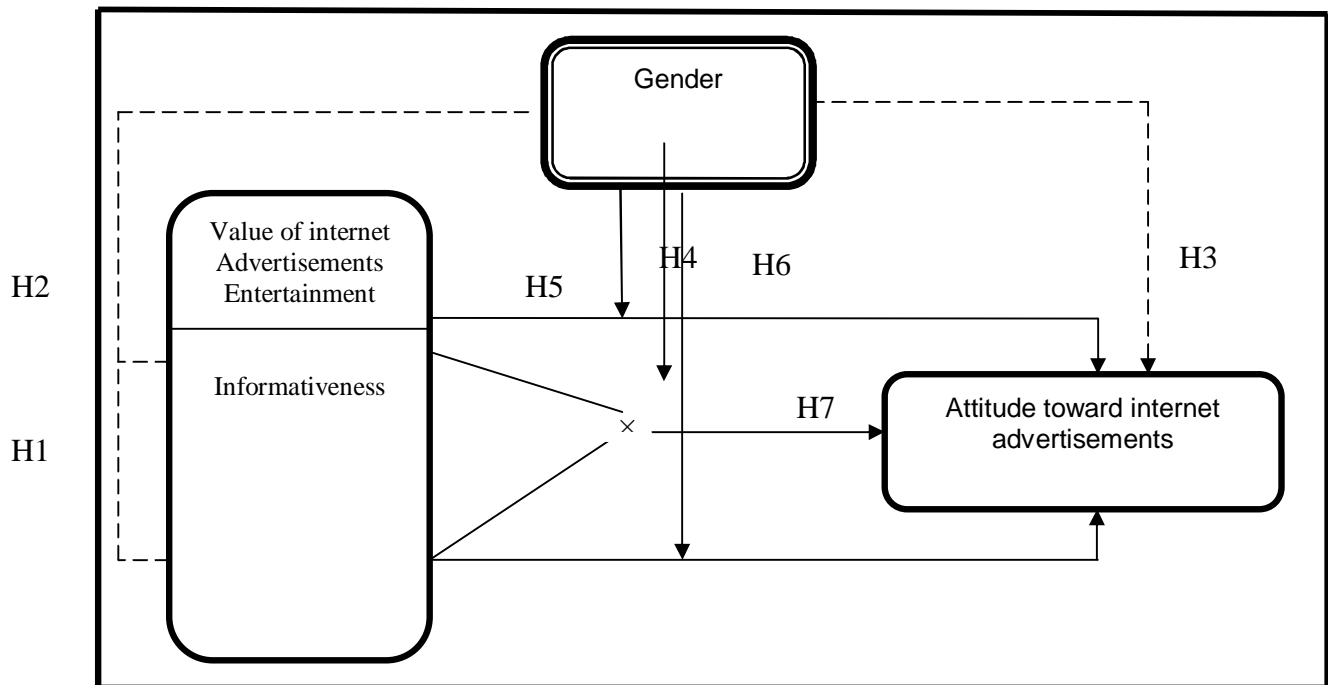 Gender
Value of internet
Advertisements
Entertainment
H2
H5
H4
H6
H3
Informativeness
H1
×
H7
Attitude toward internet
advertisements